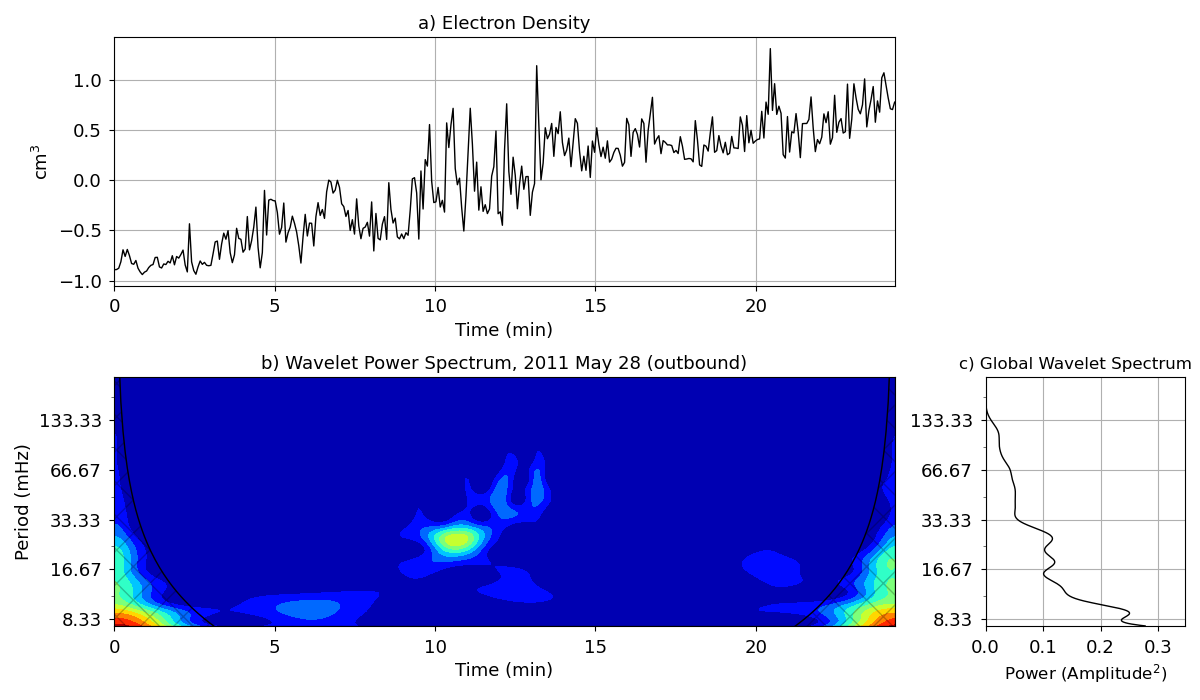 a) Electron Density
cm³
1.0
0.5
0.0
−0.5
−1.0
0 5 10 15 20
Time (min)
b) Wavelet Power Spectrum, 2011 May 28 (outbound)
Period (mHz)
133.33
66.67
33.33
16.67
8.33
0 5 10 15 20
Time (min)
c) Global Wavelet Spectrum
133.33
66.67
33.33
16.67
8.33
0.0 0.1 0.2 0.3
Power (Amplitude²)